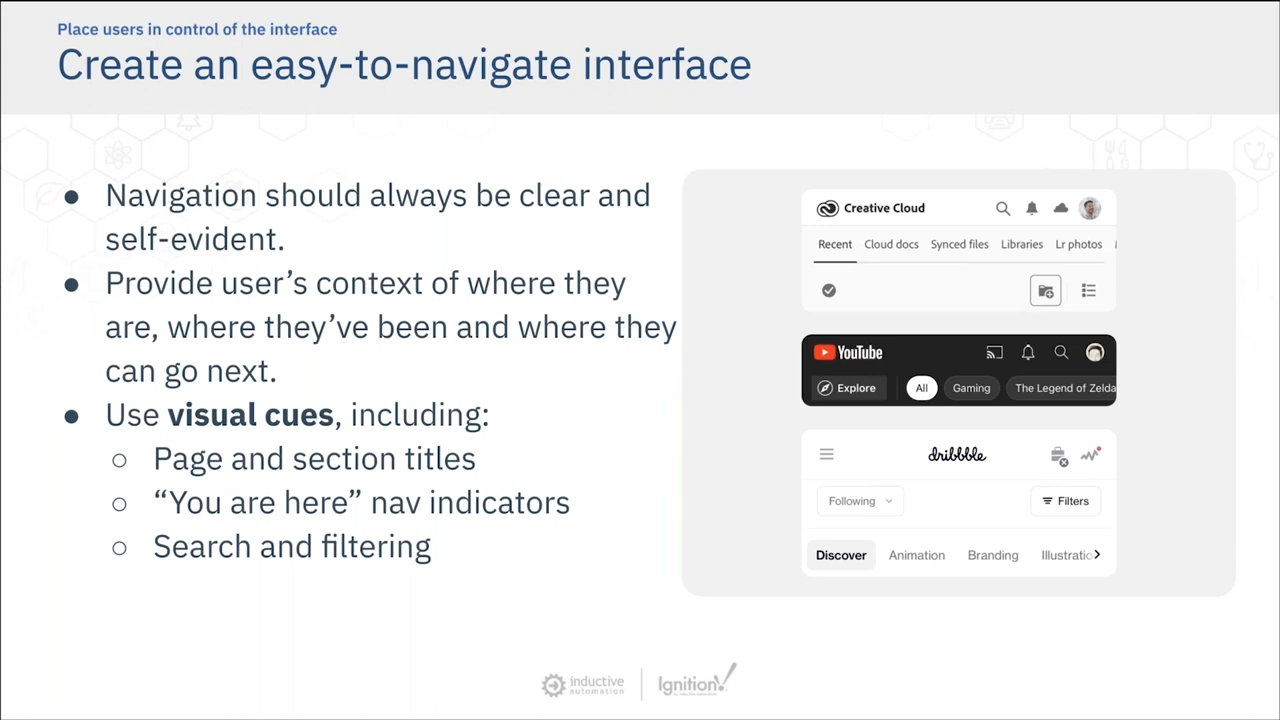 Place users in control of the interface
Create an easy-to-navigate interface
● Navigation should always be clear and
self-evident.
● Provide user’s context of where they
are, where they’ve been and where they
can go next.
● Use visual cues, including:
○ Page and section titles
○ “You are here” nav indicators
○ Search and filtering
Creative Cloud
Recent Cloud docs Synced files Libraries Lr photos
YouTube
Explore All Gaming The Legend of Zelda
dribbble
Following Filters
Discover Animation Branding Illustratio
inductive
automation
Ignition!